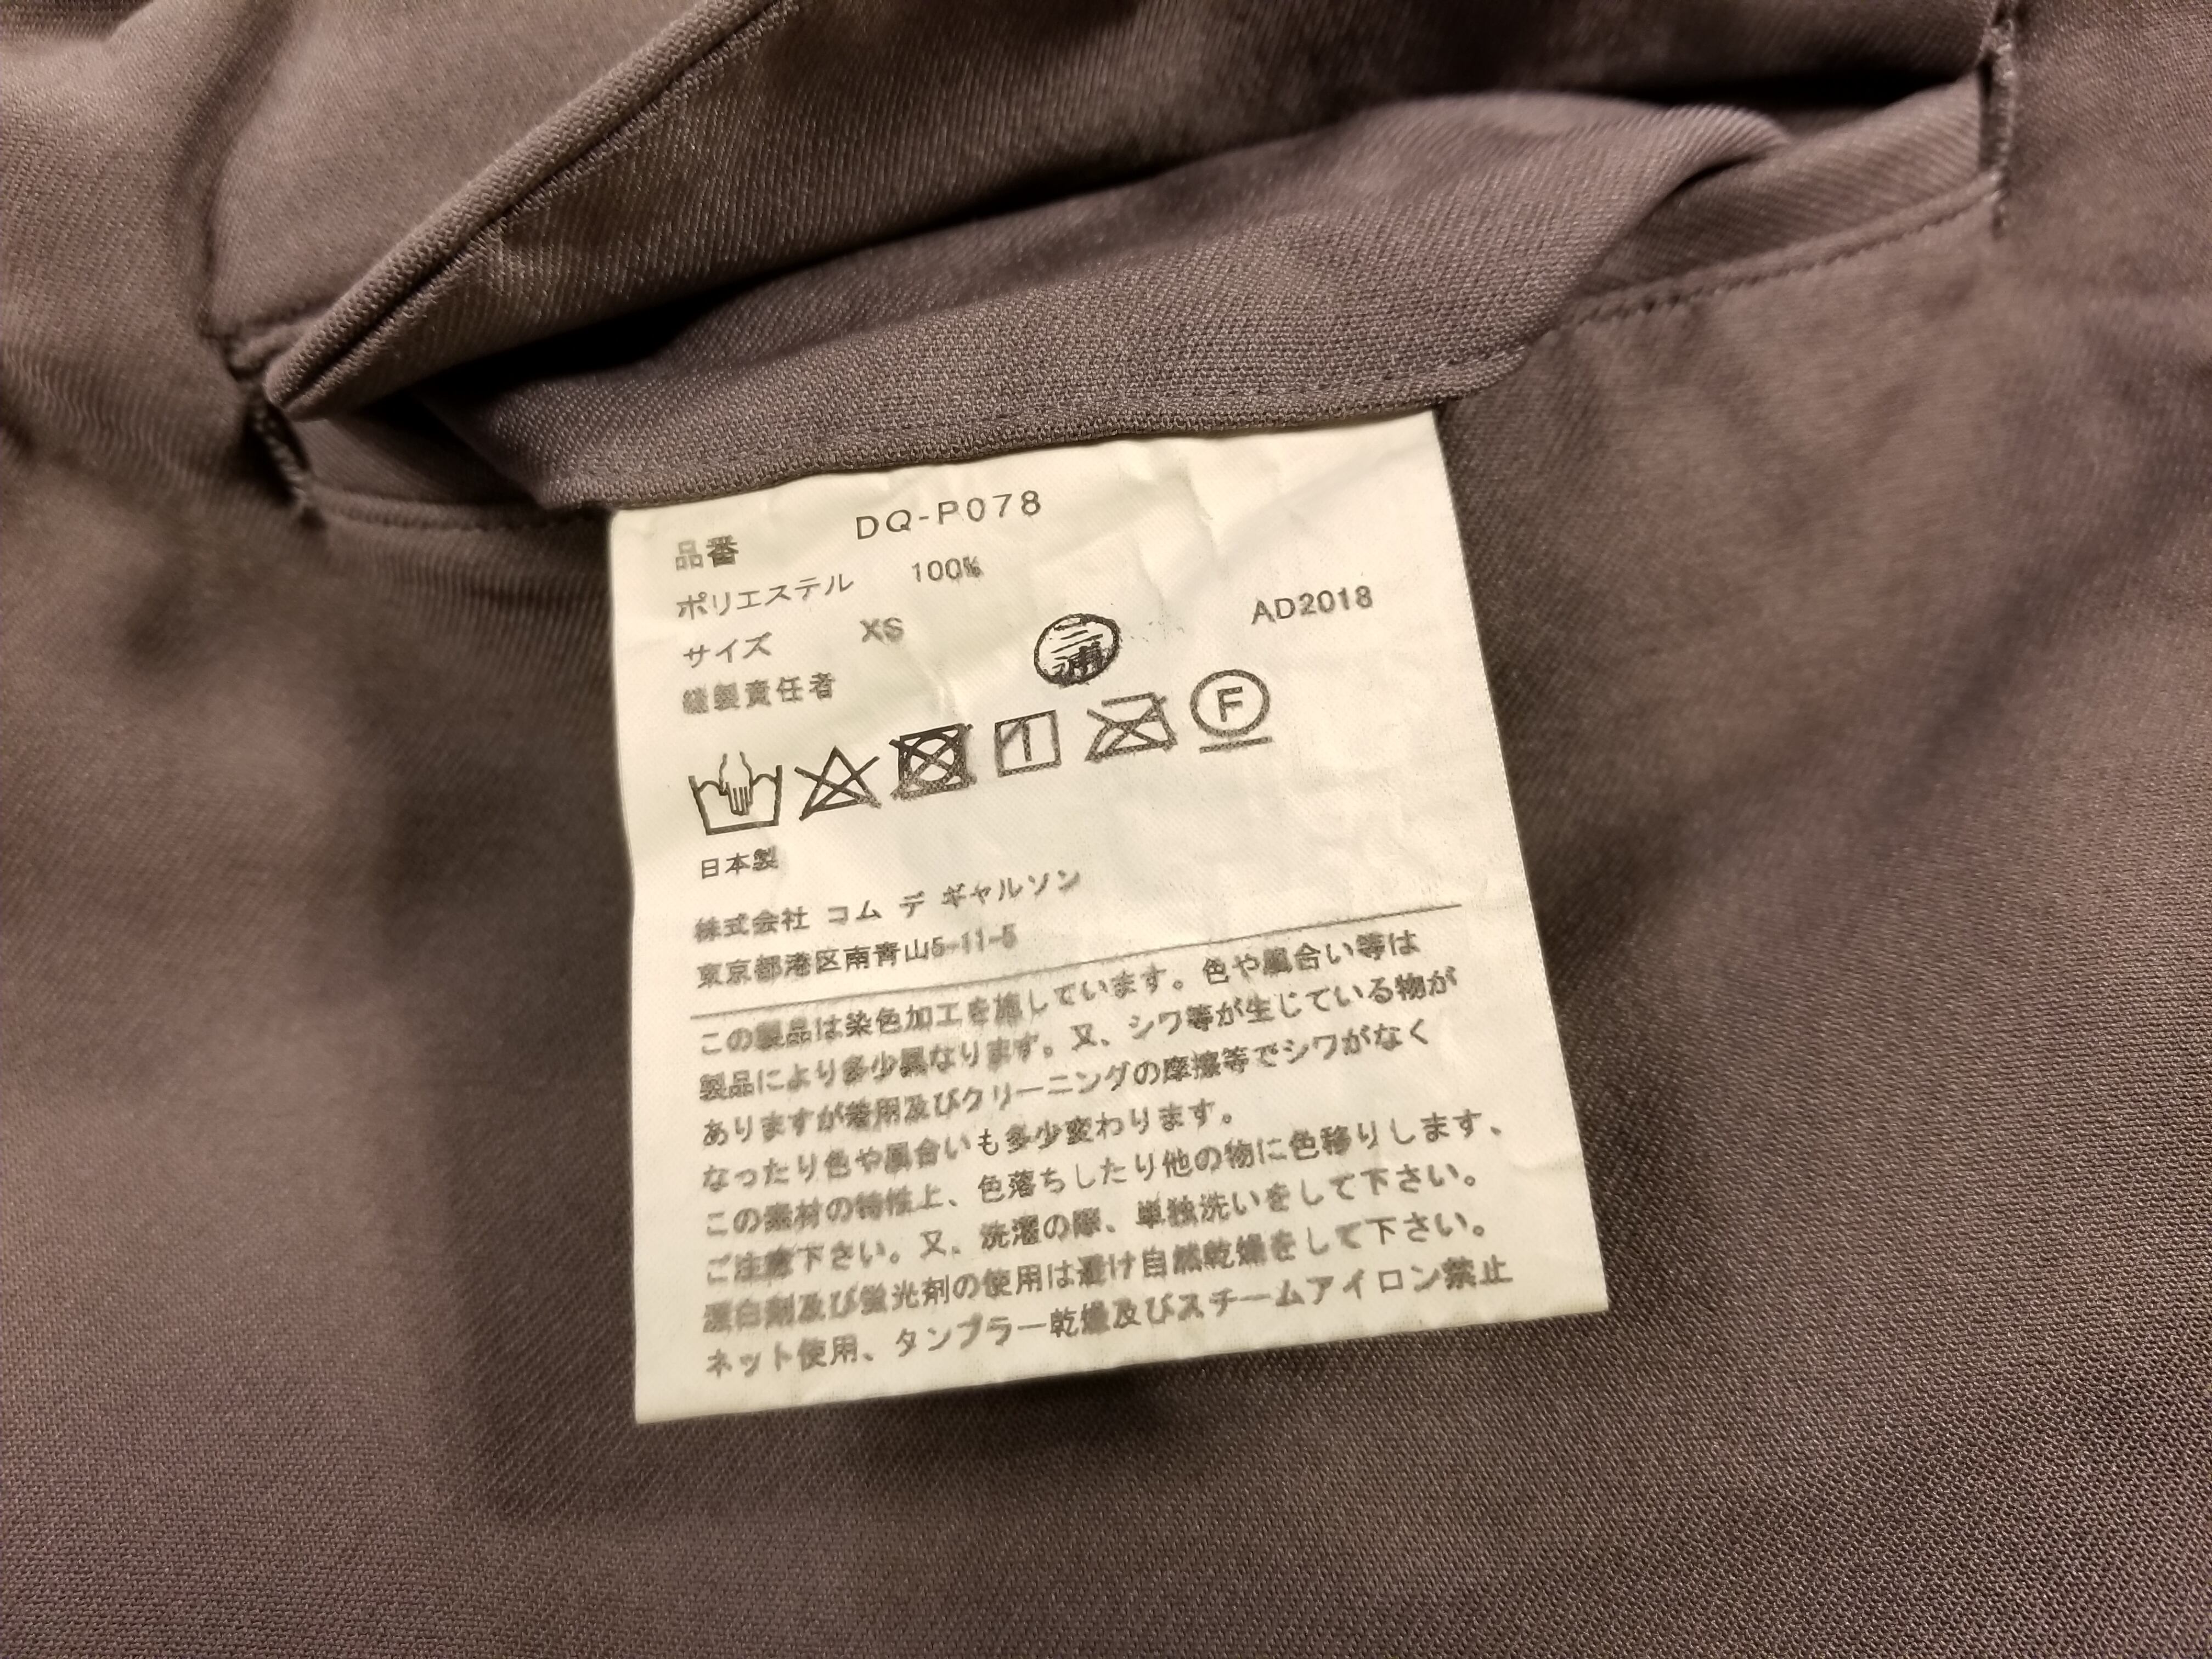 品番 DQ-P078
ポリエステル 100%
サイズ XS AD2018
縫製責任者 三浦
F
日本製
株式会社 コム デ ギャルソン
東京都港区南青山5-11-5
この製品は染色加工を施しています。色や風合い等は
製品により多少異なります。又、シワ等が生じている物が
ありますが着用及びクリーニングの摩擦等でシワがなく
なったり色や風合いも多少変わります。
この素材の特性上、色落ちしたり他の物に色移りします、
ご注意下さい。又、洗濯の際、単独洗いをして下さい。
漂白剤及び蛍光剤の使用は避け自然乾燥をして下さい。
ネット使用、タンブラー乾燥及びスチームアイロン禁止